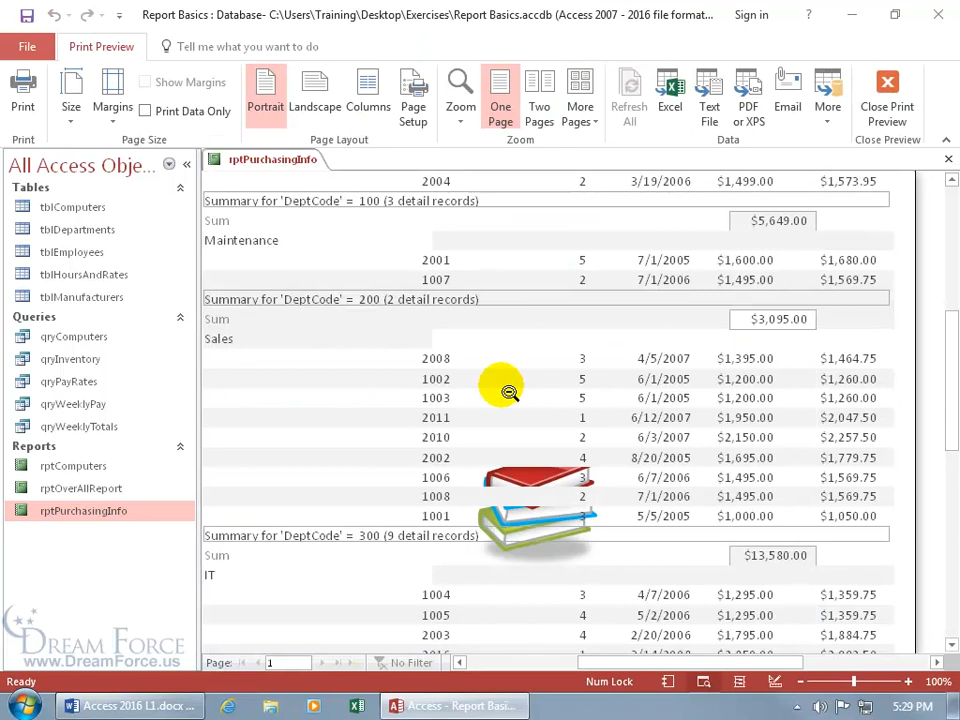 Report Basics : Database- C:\Users\Training\Desktop\Exercises\Report Basics.accdb (Access 2007 - 2016 file format...
Sign in
File
Print Preview
Tell me what you want to do
Print
Size
Margins
Show Margins
Print Data Only
Portrait
Landscape
Columns
Page Setup
Zoom
One Page
Two Pages
More Pages
Refresh All
Excel
Text File
PDF or XPS
Email
More
Close Print Preview
Print
Page Size
Page Layout
Zoom
Data
Close Preview
All Access Obje...
Tables
tblComputers
tblDepartments
tblEmployees
tblHoursAndRates
tblManufacturers
Queries
qryComputers
qryInventory
qryPayRates
qryWeeklyPay
qryWeeklyTotals
Reports
rptComputers
rptOverAllReport
rptPurchasingInfo
rptPurchasingInfo
2004 2 3/19/2006 $1,499.00 $1,573.95
Summary for 'DeptCode' = 100 (3 detail records)
Sum $5,649.00
Maintenance
2001 5 7/1/2005 $1,600.00 $1,680.00
1007 2 7/1/2005 $1,495.00 $1,569.75
Summary for 'DeptCode' = 200 (2 detail records)
Sum $3,095.00
Sales
2008 3 4/5/2007 $1,395.00 $1,464.75
1002 5 6/1/2005 $1,200.00 $1,260.00
1003 5 6/1/2005 $1,200.00 $1,260.00
2011 1 6/12/2007 $1,950.00 $2,047.50
2010 2 6/3/2007 $2,150.00 $2,257.50
2002 4 8/20/2005 $1,695.00 $1,779.75
1006 3 6/7/2005 $1,495.00 $1,569.75
1008 2 7/1/2005 $1,495.00 $1,569.75
1001 3 5/5/2005 $1,000.00 $1,050.00
Summary for 'DeptCode' = 300 (9 detail records)
Sum $13,580.00
IT
1004 3 4/7/2006 $1,295.00 $1,359.75
1005 4 5/2/2006 $1,295.00 $1,359.75
2003 4 2/20/2006 $1,795.00 $1,884.75
DREAM FORCE
www.DreamForce.us
Page: 1
No Filter
Ready
Num Lock
100%
Access 2016 L1.docx ...
Access - Report Basi...
5:29 PM